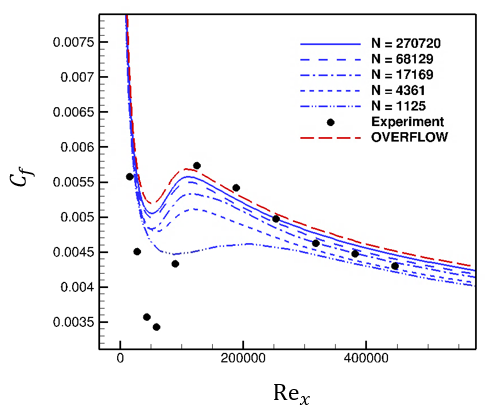 0.0075
0.007
0.0065
0.006
0.0055
0.005
0.0045
0.004
0.0035
C_f
N = 270720
N = 68129
N = 17169
N = 4361
N = 1125
Experiment
OVERFLOW
0 200000 400000
Re_x